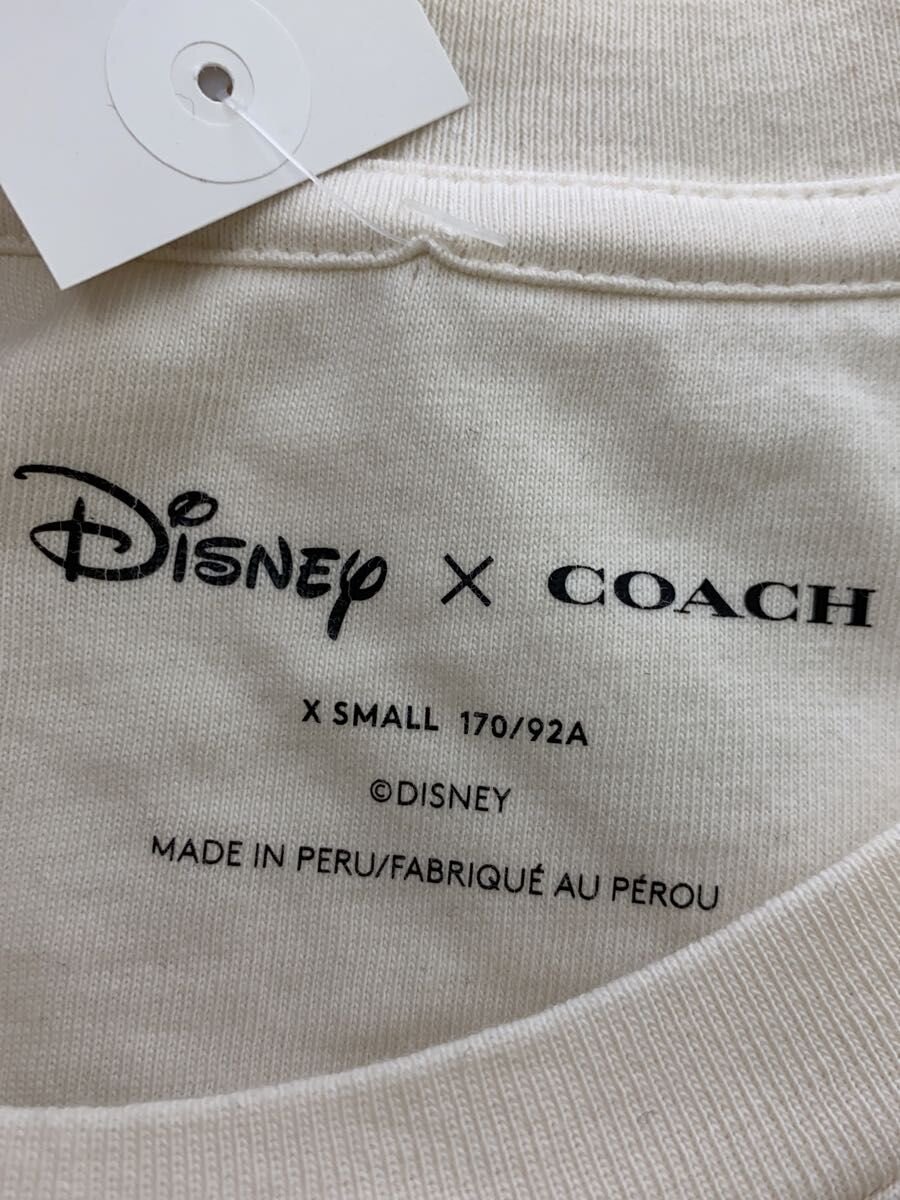 Disney × COACH
X SMALL 170/92A
©DISNEY
MADE IN PERU/FABRIQUÉ AU PÉROU